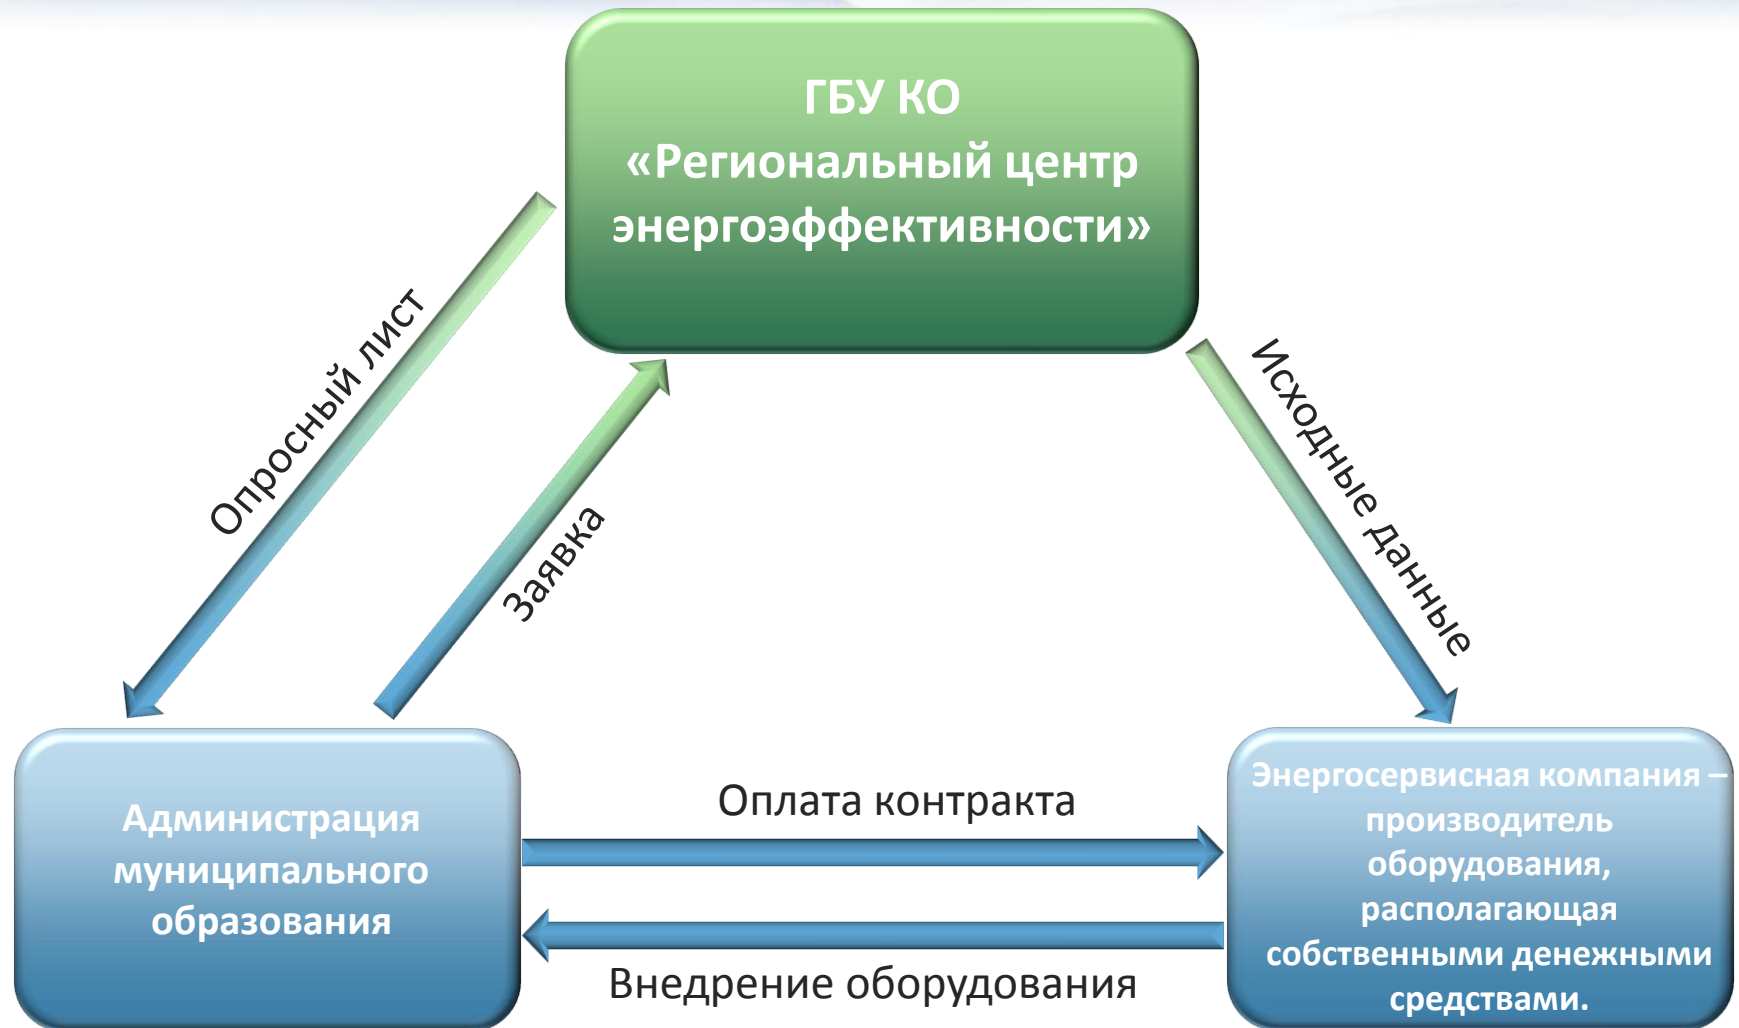 ГБУ КО
«Региональный центр
энергоэффективности»
Опросный лист
Заявка
Исходные данные
Администрация
муниципального
образования
Оплата контракта
Внедрение оборудования
Энергосервисная компания –
производитель
оборудования,
располагающая
собственными денежными
средствами.